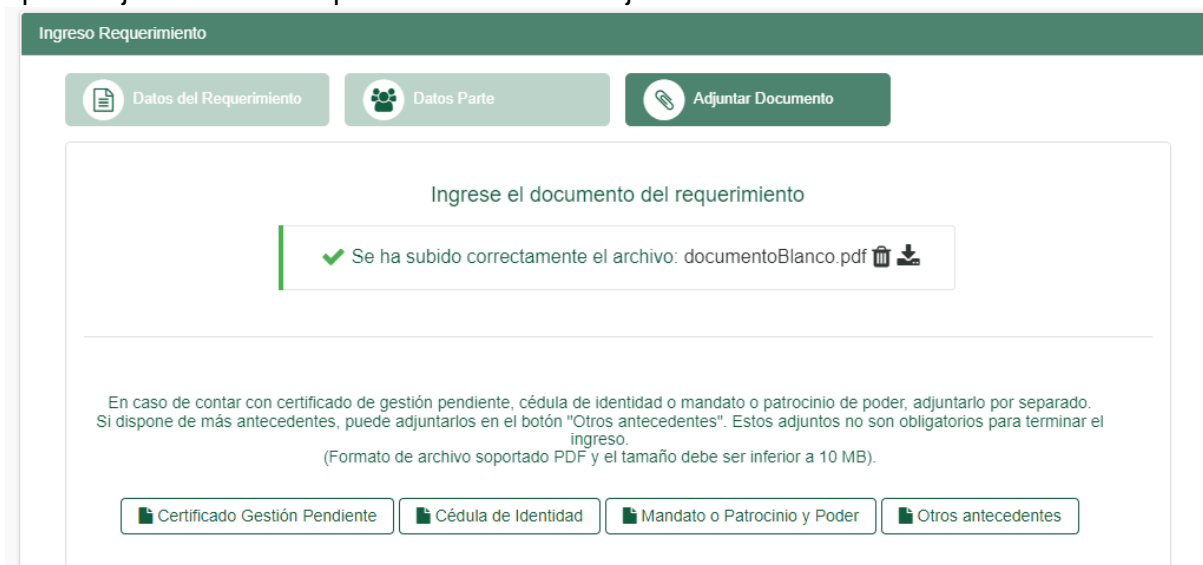 Ingreso Requerimiento
Datos del Requerimiento
Datos Parte
Adjuntar Documento
Ingrese el documento del requerimiento
Se ha subido correctamente el archivo: documentoBlanco.pdf
En caso de contar con certificado de gestión pendiente, cédula de identidad o mandato o patrocinio de poder, adjuntarlo por separado.
Si dispone de más antecedentes, puede adjuntarlos en el botón "Otros antecedentes". Estos adjuntos no son obligatorios para terminar el
ingreso.
(Formato de archivo soportado PDF y el tamaño debe ser inferior a 10 MB).
Certificado Gestión Pendiente
Cédula de Identidad
Mandato o Patrocinio y Poder
Otros antecedentes